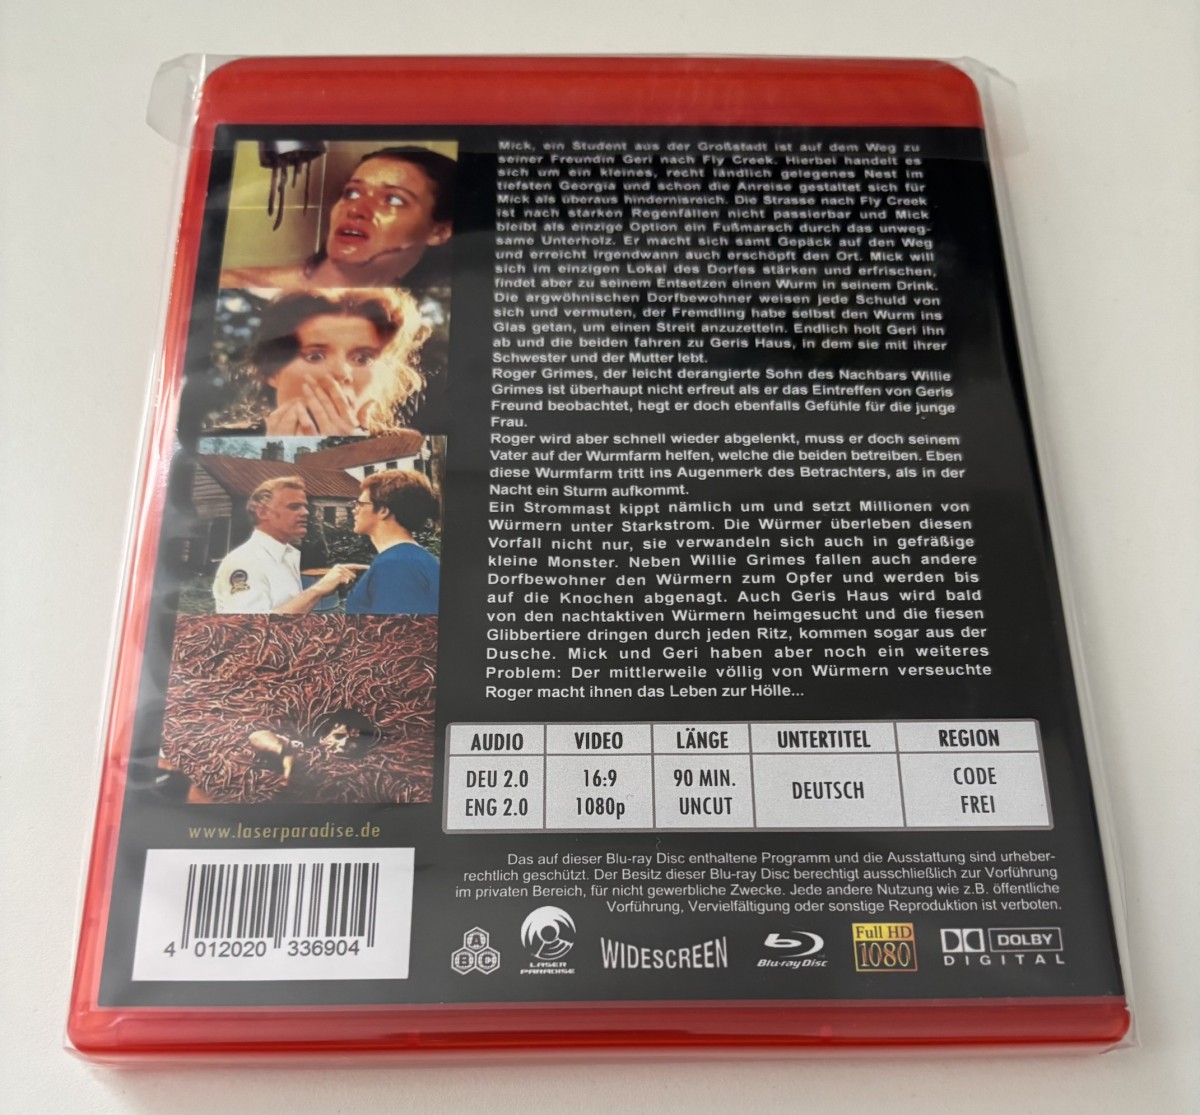 Mick, ein Student aus der Großstadt ist auf dem Weg zu
seiner Freundin Geri nach Fly Creek. Hierbei handelt es
sich um ein kleines, recht ländlich gelegenes Nest im
tiefsten Georgia und schon die Anreise gestaltet sich für
Mick als überaus hindernisreich. Die Strasse nach Fly Creek
ist nach starken Regenfällen nicht passierbar und Mick
bleibt als einzige Option ein Fußmarsch durch das unweg-
same Unterholz. Er macht sich samt Gepäck auf den Weg
und erreicht irgendwann auch erschöpft den Ort. Mick will
sich im einzigen Lokal des Dorfes stärken und erfrischen,
findet aber zu seinem Entsetzen einen Wurm in seinem Drink.
Die argwöhnischen Dorfbewohner weisen jede Schuld von
sich und vermuten, der Fremdling habe selbst den Wurm ins
Glas getan, um einen Streit anzuzetteln. Endlich holt Geri ihn
ab und die beiden fahren zu Geris Haus, in dem sie mit ihrer
Schwester und der Mutter lebt.
Roger Grimes, der leicht derangierte Sohn des Nachbars Willie
Grimes ist überhaupt nicht erfreut als er das Eintreffen von Geris
Freund beobachtet, hegt er doch ebenfalls Gefühle für die junge
Frau.
Roger wird aber schnell wieder abgelenkt, muss er doch seinem
Vater auf der Wurmfarm helfen, welche die beiden betreiben. Eben
diese Wurmfarm tritt ins Augenmerk des Betrachters, als in der
Nacht ein Sturm aufkommt.
Ein Strommast kippt nämlich um und setzt Millionen von
Würmern unter Starkstrom. Die Würmer überleben diesen
Vorfall nicht nur, sie verwandeln sich auch in gefräßige
kleine Monster. Neben Willie Grimes fallen auch andere
Dorfbewohner den Würmern zum Opfer und werden bis
auf die Knochen abgenagt. Auch Geris Haus wird bald
von den nachtaktiven Würmern heimgesucht und die fiesen
Glibbertiere dringen durch jeden Ritz, kommen sogar aus der
Dusche. Mick und Geri haben aber noch ein weiteres
Problem: Der mittlerweile völlig von Würmern verseuchte
Roger macht ihnen das Leben zur Hölle...
AUDIO VIDEO LÄNGE UNTERTITEL REGION
DEU 2.0 16:9 90 MIN. DEUTSCH CODE
ENG 2.0 1080p UNCUT FREI
www.laserparadise.de
Das auf dieser Blu-ray Disc enthaltene Programm und die Ausstattung sind urheber-
rechtlich geschützt. Der Besitz dieser Blu-ray Disc berechtigt ausschließlich zur Vorführung
im privaten Bereich, für nicht gewerbliche Zwecke. Jede andere Nutzung wie z.B. öffentliche
Vorführung, Vervielfältigung oder sonstige Reproduktion ist verboten.
4 012020 336904
A B C
LASER PARADISE
WIDESCREEN
Blu-ray Disc
Full HD 1080
DOLBY DIGITAL